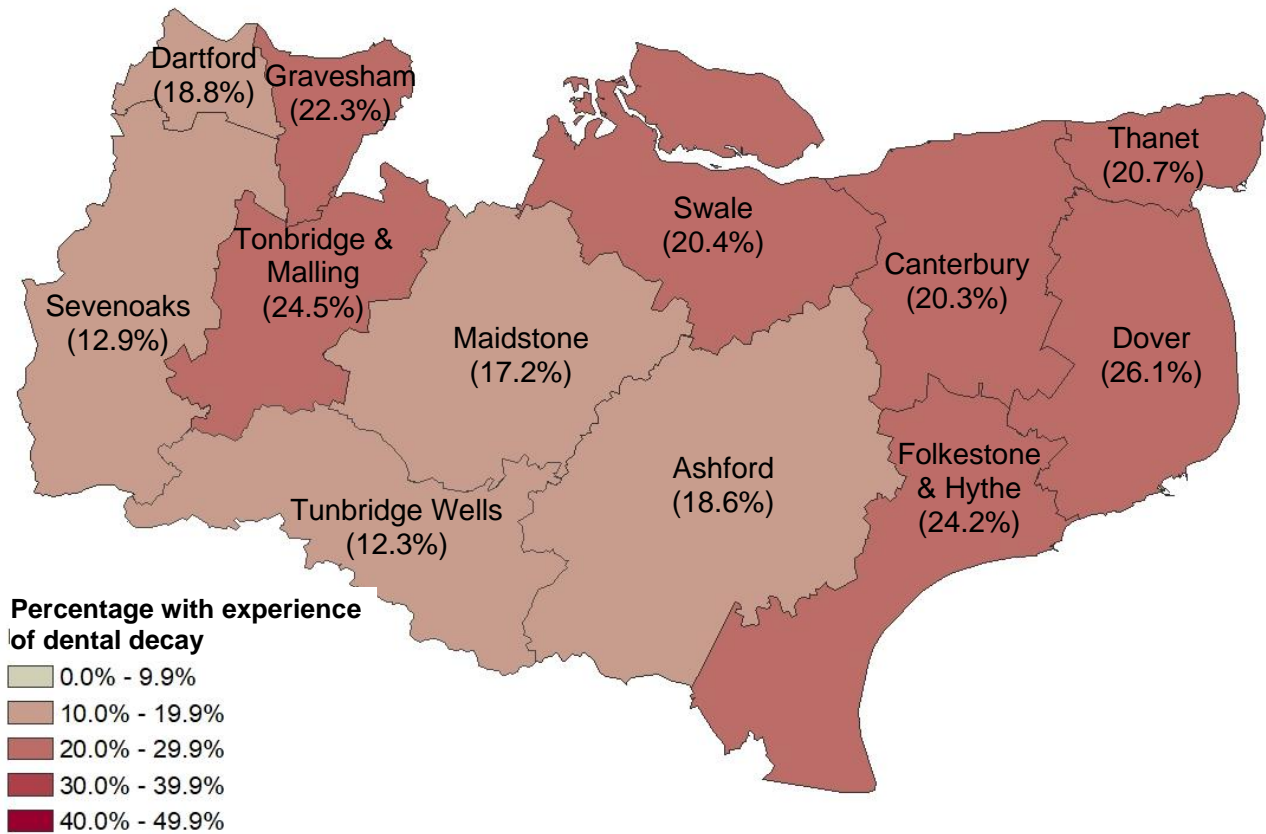 Dartford
(18.8%)
Gravesham
(22.3%)
Thanet
(20.7%)
Swale
(20.4%)
Tonbridge &
Malling
(24.5%)
Canterbury
(20.3%)
Sevenoaks
(12.9%)
Maidstone
(17.2%)
Dover
(26.1%)
Ashford
(18.6%)
Folkestone
& Hythe
(24.2%)
Tunbridge Wells
(12.3%)
Percentage with experience
of dental decay
0.0% - 9.9%
10.0% - 19.9%
20.0% - 29.9%
30.0% - 39.9%
40.0% - 49.9%